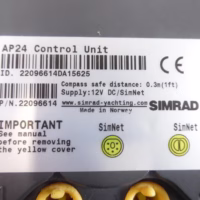 AP24 Control Unit
ID. 22096614DA15625
Compass safe distance: 0.3m(1ft)
Supply:12V DC/SimNet
P/N.22096614
www.simrad-yachting.com
Made in Norway
SIMRAD
IMPORTANT
See manual
before removing
the yellow cover
SimNet
SimNet